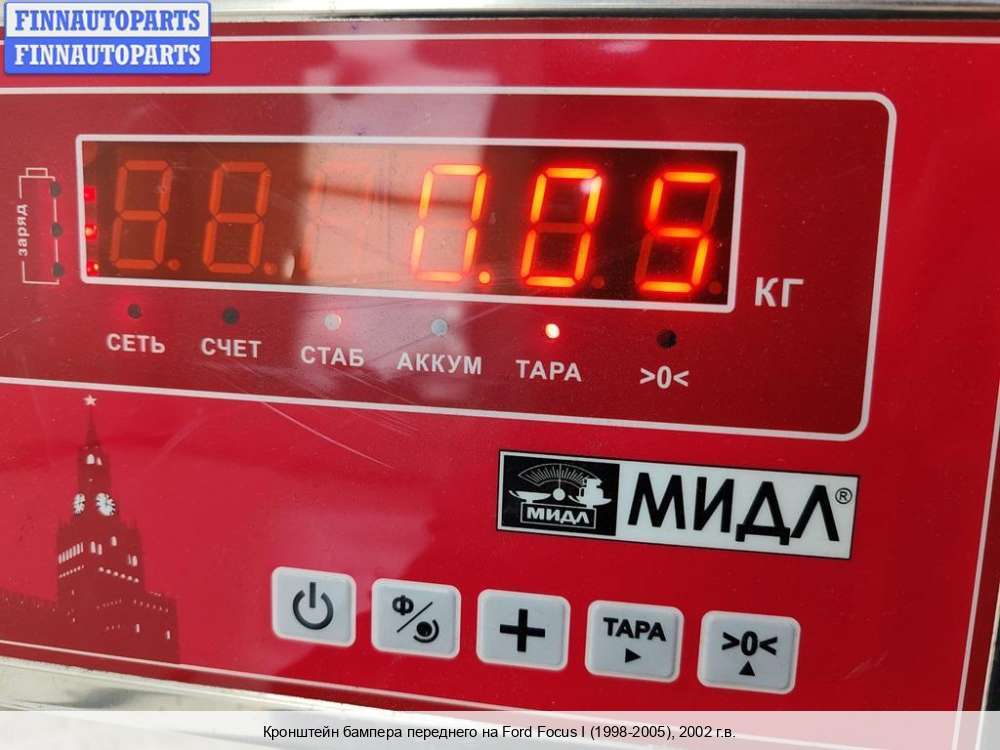 FINNAUTOPARTS
FINNAUTOPARTS
заряд
0.05
КГ
СЕТЬ СЧЕТ СТАБ АККУМ ТАРА >0<
МИДЛ МИДЛ®
Ф/ + ТАРА >0<
Кронштейн бампера переднего на Ford Focus I (1998-2005), 2002 г.в.